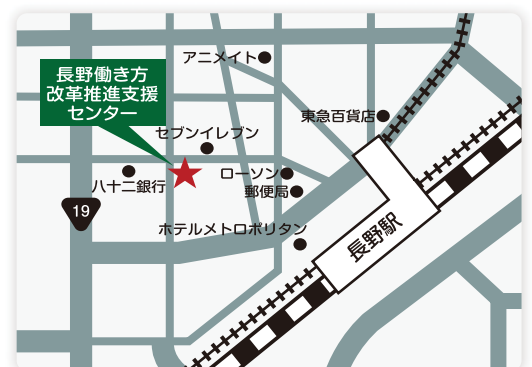 アニメイト
長野働き方
改革推進支援
センター
東急百貨店
セブンイレブン
ローソン
八十二銀行
郵便局
19
ホテルメトロポリタン
長野駅